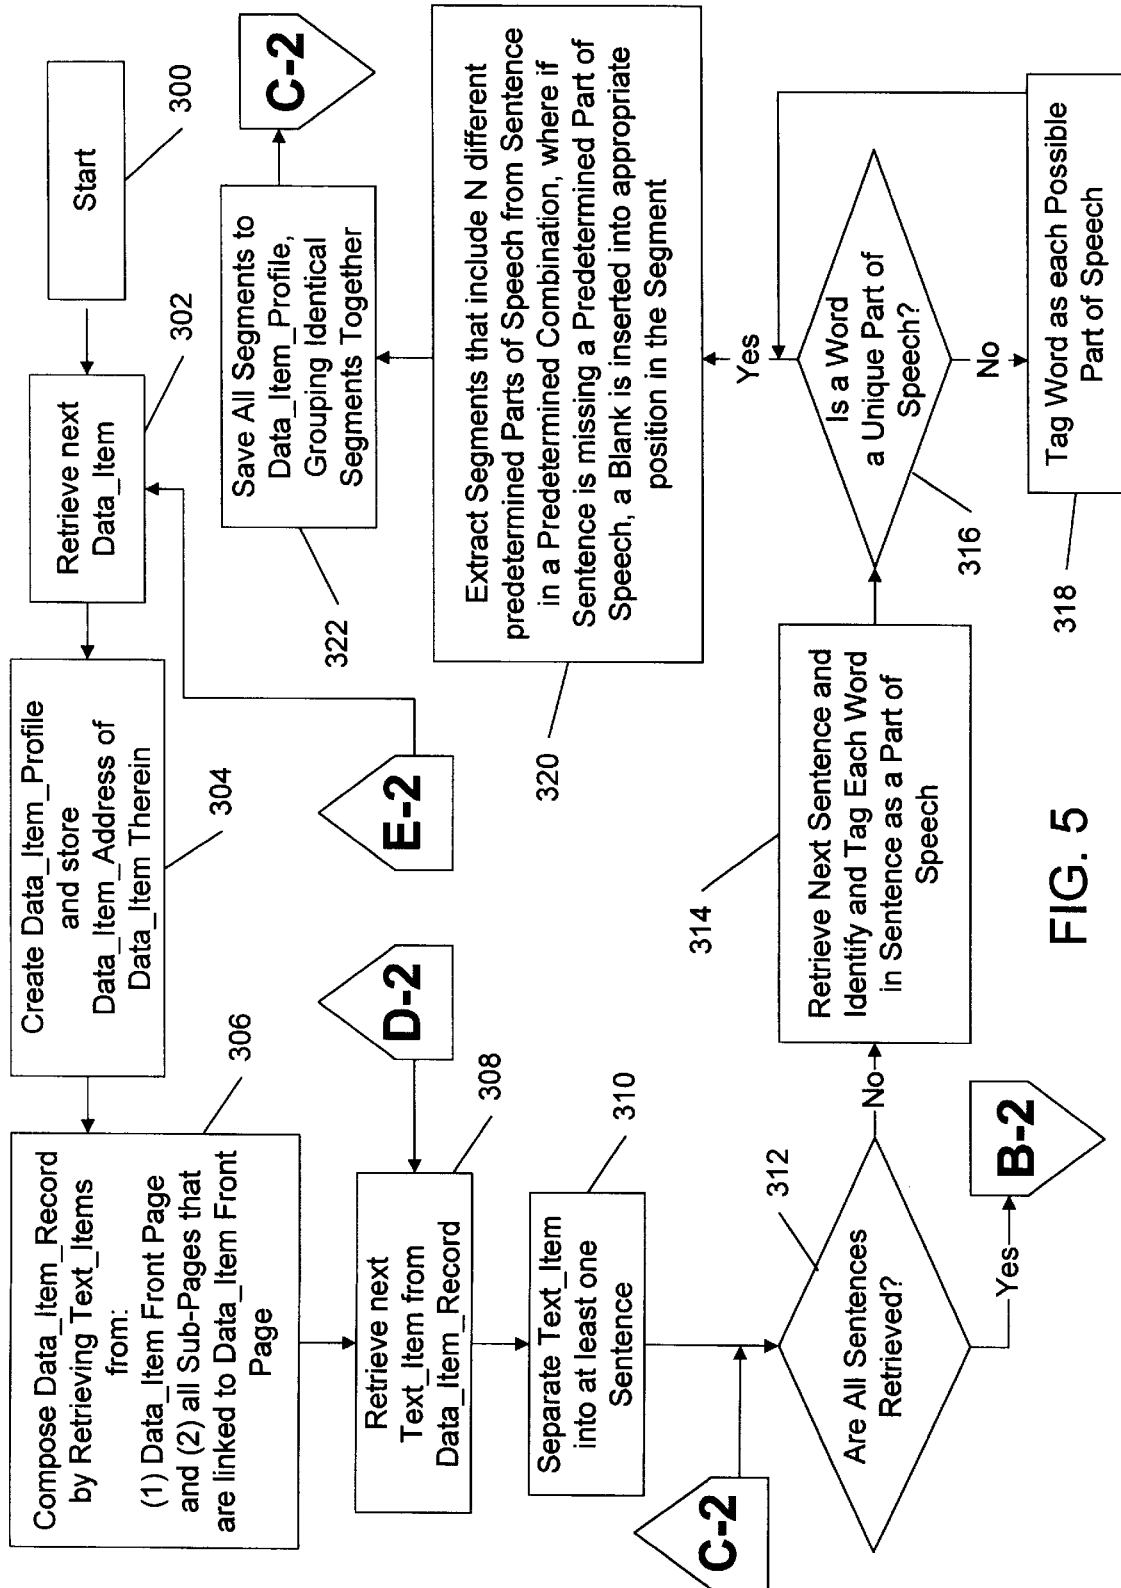 Start
300
Retrieve next
Data_Item
302
Create Data_Item_Profile
and store
Data_Item_Address of
Data_Item Therein
304
Compose Data_Item_Record
by Retrieving Text_Items
from:
(1) Data_Item Front Page
and (2) all Sub-Pages that
are linked to Data_Item Front
Page
306
E-2
D-2
Retrieve next
Text_Item from
Data_Item_Record
308
Separate Text_Item
into at least one
Sentence
310
C-2
Are All Sentences
Retrieved?
312
Yes
B-2
No
Retrieve Next Sentence and
Identify and Tag Each Word
in Sentence as a Part of
Speech
314
Is a Word
a Unique Part of
Speech?
316
No
Tag Word as each Possible
Part of Speech
318
Yes
Extract Segments that include N different
predetermined Parts of Speech from Sentence
in a Predetermined Combination, where if
Sentence is missing a Predetermined Part of
Speech, a Blank is inserted into appropriate
position in the Segment
320
Save All Segments to
Data_Item_Profile,
Grouping Identical
Segments Together
322
C-2
FIG. 5